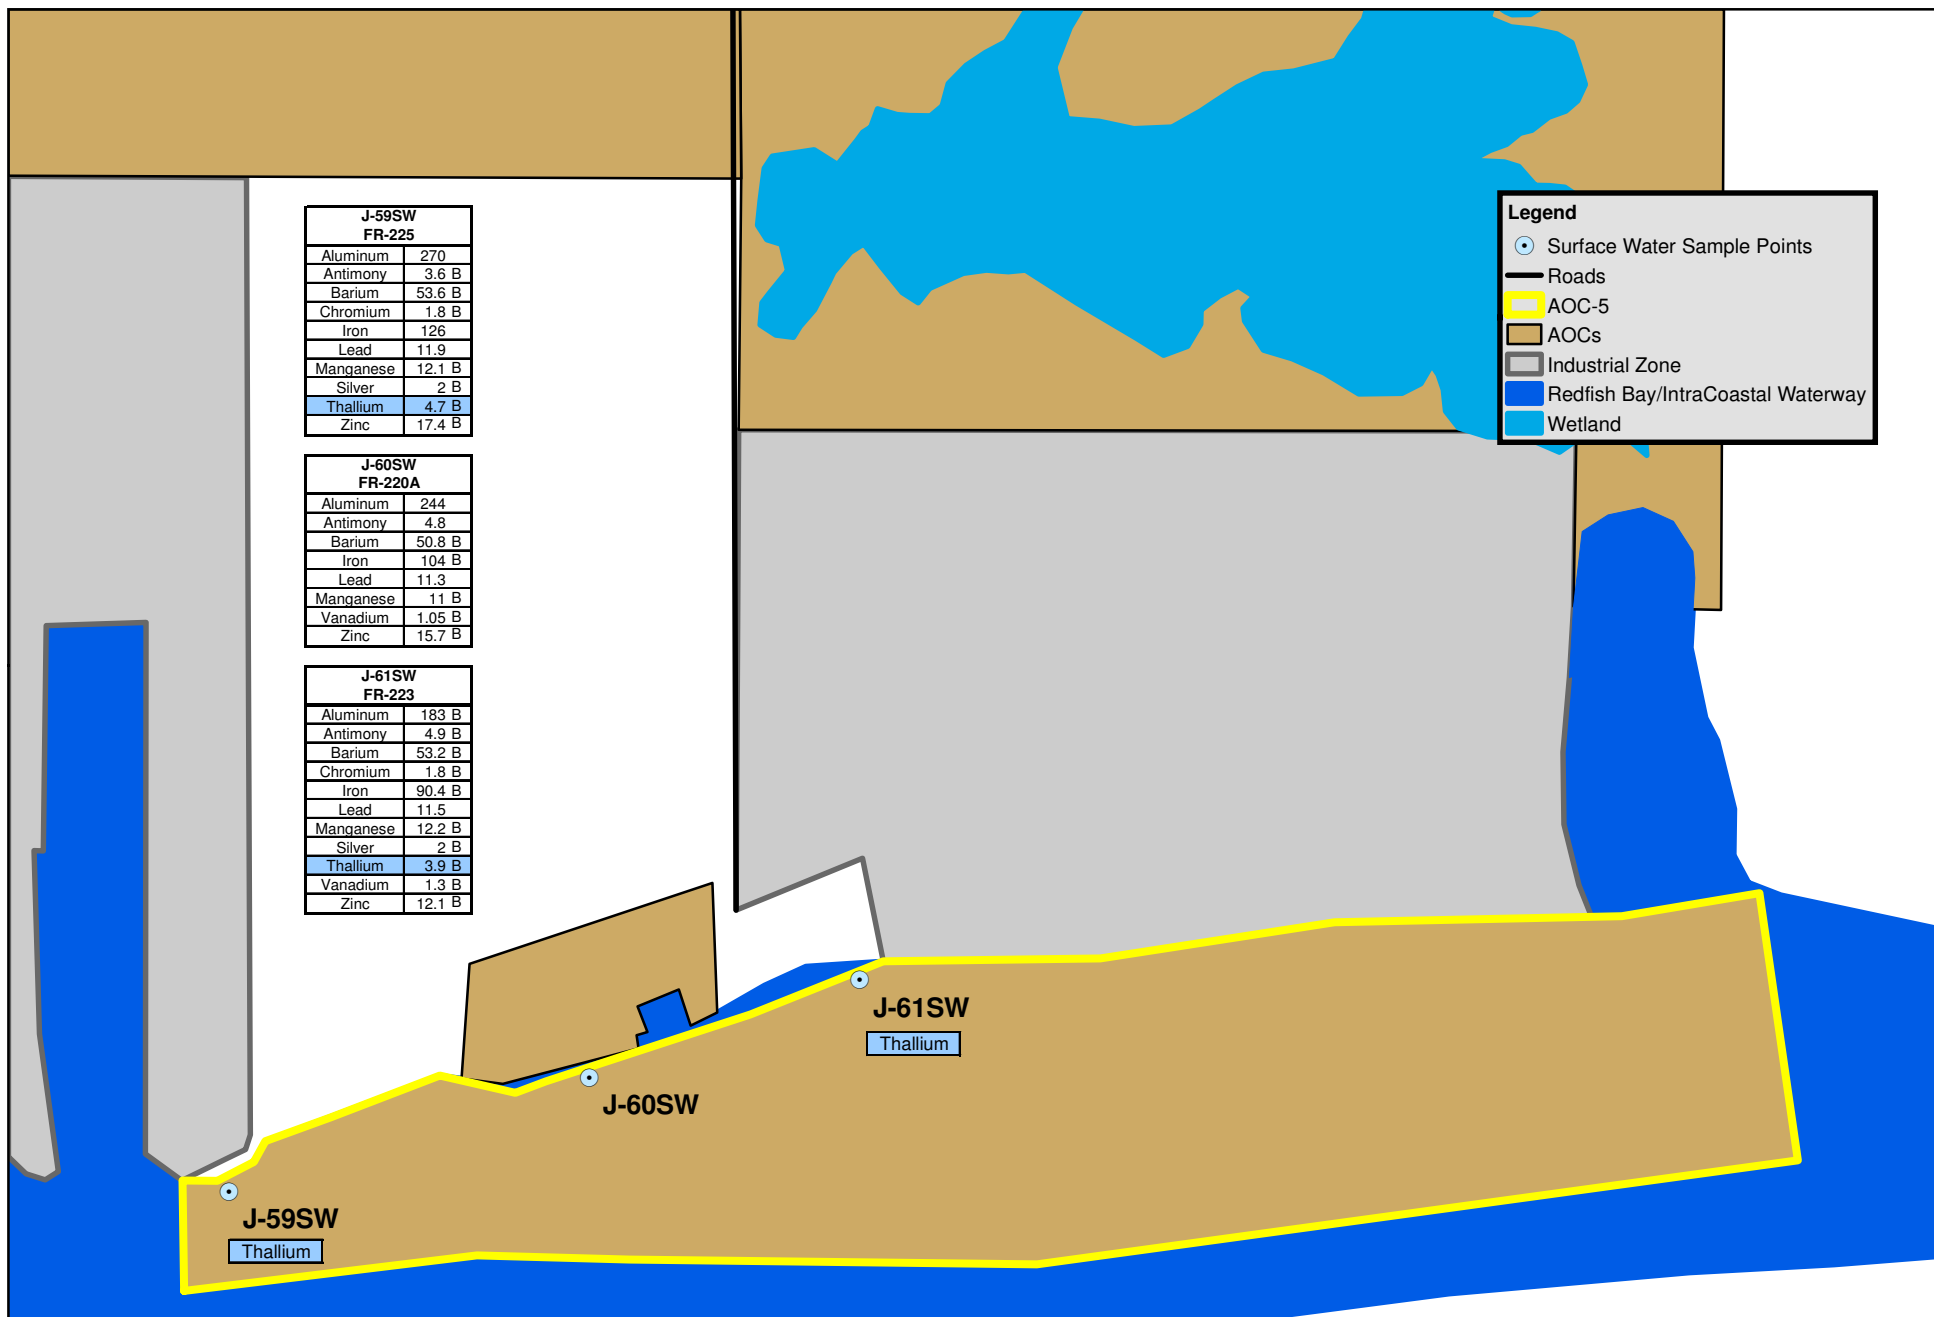 J-59SW
FR-225
Aluminum 270
Antimony 3.6 B
Barium 53.6 B
Chromium 1.8 B
Iron 126
Lead 11.9
Manganese 12.1 B
Silver 2 B
Thallium 4.7 B
Zinc 17.4 B
J-60SW
FR-220A
Aluminum 244
Antimony 4.8
Barium 50.8 B
Iron 104 B
Lead 11.3
Manganese 11 B
Vanadium 1.05 B
Zinc 15.7 B
J-61SW
FR-223
Aluminum 183 B
Antimony 4.9 B
Barium 53.2 B
Chromium 1.8 B
Iron 90.4 B
Lead 11.5
Manganese 12.2 B
Silver 2 B
Thallium 3.9 B
Vanadium 1.3 B
Zinc 12.1 B
Legend
Surface Water Sample Points
Roads
AOC-5
AOCs
Industrial Zone
Redfish Bay/IntraCoastal Waterway
Wetland
J-61SW
Thallium
J-60SW
J-59SW
Thallium